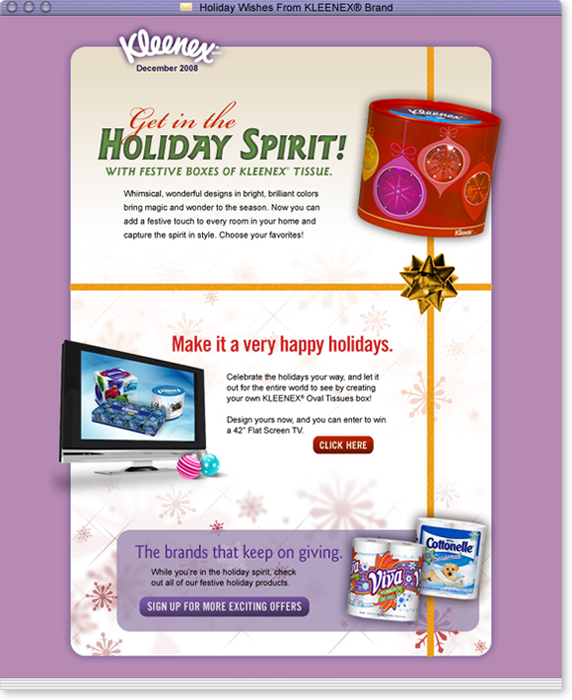 Holiday Wishes From KLEENEX® Brand
Kleenex
December 2008
Get in the
HOLIDAY SPIRIT!
WITH FESTIVE BOXES OF KLEENEX® TISSUE.
Whimsical, wonderful designs in bright, brilliant colors
bring magic and wonder to the season. Now you can
add a festive touch to every room in your home and
capture the spirit in style. Choose your favorites!
Kleenex
Kleenex
Make it a very happy holidays.
Celebrate the holidays your way, and let it
out for the entire world to see by creating
your own KLEENEX® Oval Tissues box!
Design yours now, and you can enter to win
a 42” Flat Screen TV.
CLICK HERE
The brands that keep on giving.
While you're in the holiday spirit, check
out all of our festive holiday products.
SIGN UP FOR MORE EXCITING OFFERS
Viva
Cottonelle